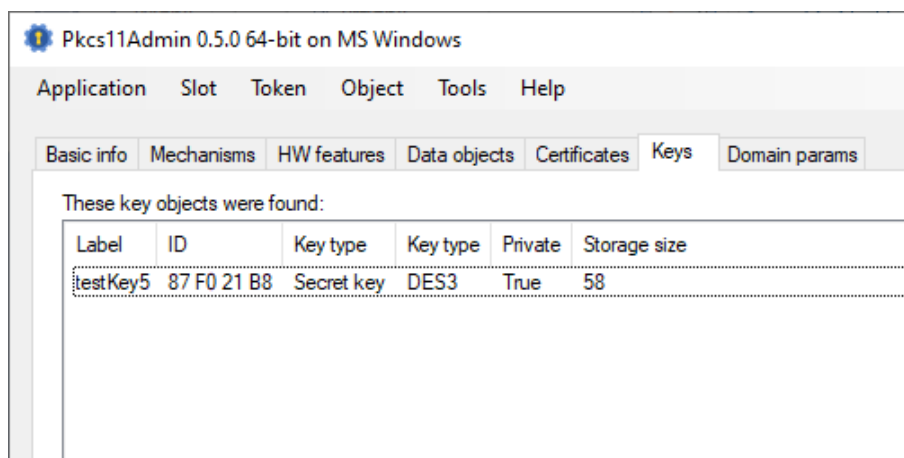 Pkcs11Admin 0.5.0 64-bit on MS Windows
Application Slot Token Object Tools Help
Basic info Mechanisms HW features Data objects Certificates Keys Domain params
These key objects were found:
Label ID Key type Key type Private Storage size
testKey5 87 F0 21 B8 Secret key DES3 True 58